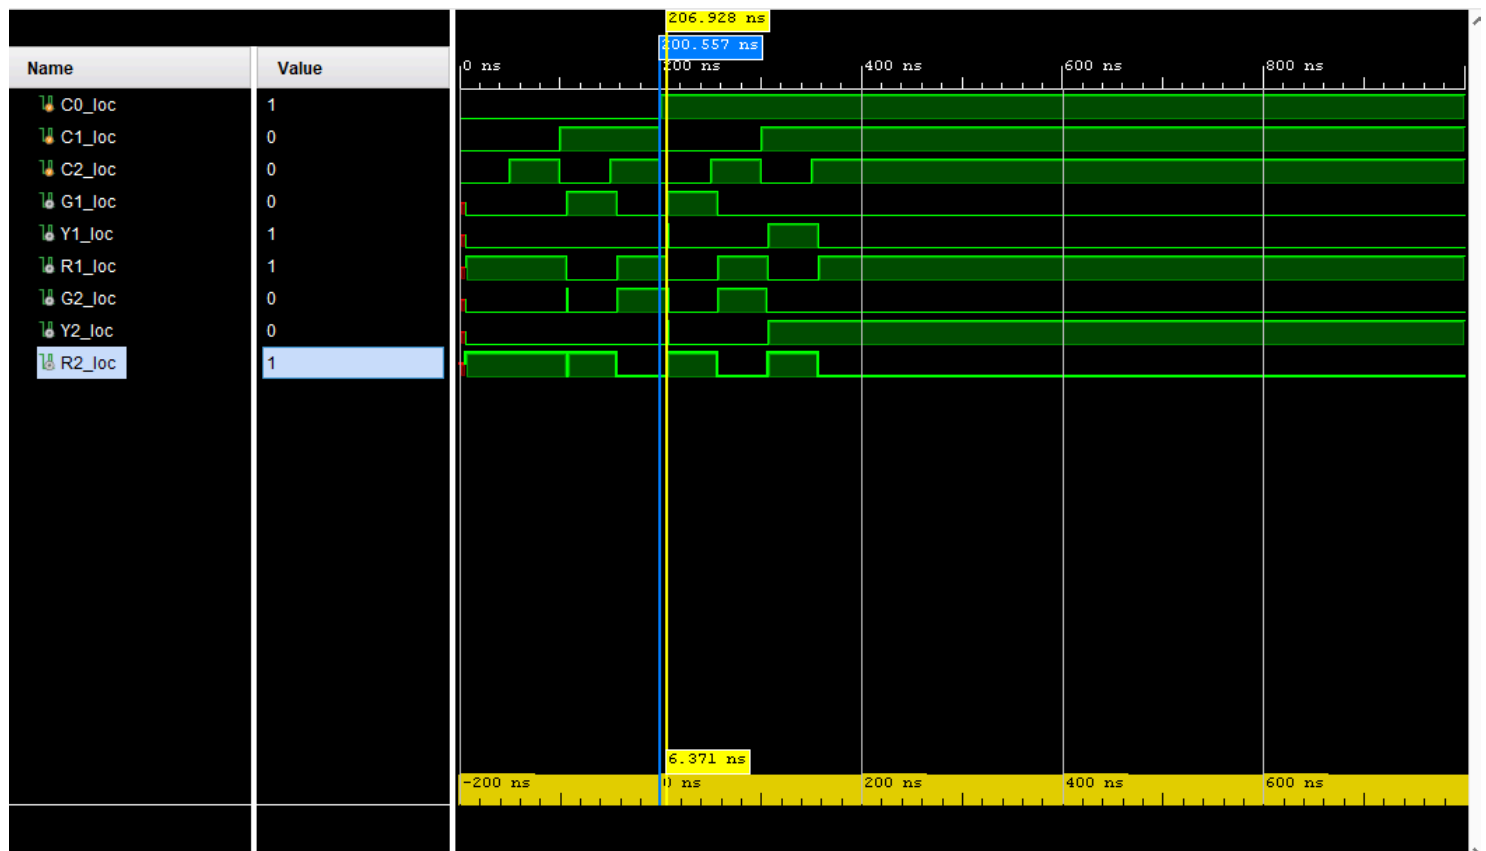 206.928 ns
200.557 ns
Name Value
0 ns 200 ns 400 ns 600 ns 800 ns
C0_loc 1
C1_loc 0
C2_loc 0
G1_loc 0
Y1_loc 1
R1_loc 1
G2_loc 0
Y2_loc 0
R2_loc 1
6.371 ns
-200 ns 0 ns 200 ns 400 ns 600 ns